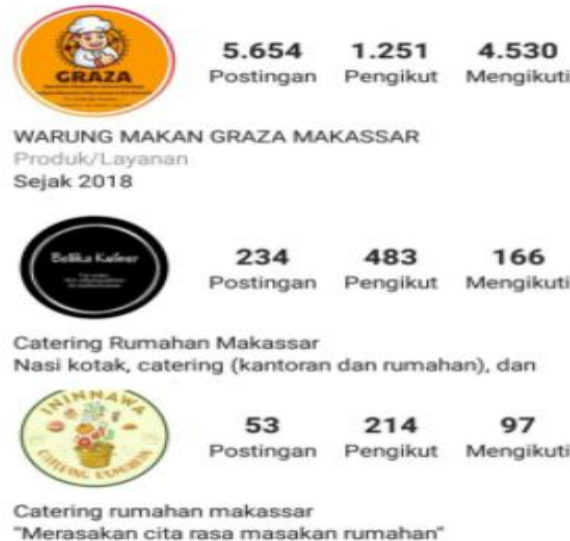 GRAZA
5.654 1.251 4.530
Postingan Pengikut Mengikuti
WARUNG MAKAN GRAZA MAKASSAR
Produk/Layanan
Sejak 2018
234 483 166
Postingan Pengikut Mengikuti
Catering Rumahan Makassar
Nasi kotak, catering (kantoran dan rumahan), dan
ININNAWA
53 214 97
Postingan Pengikut Mengikuti
Catering rumahan makassar
"Merasakan cita rasa masakan rumahan"